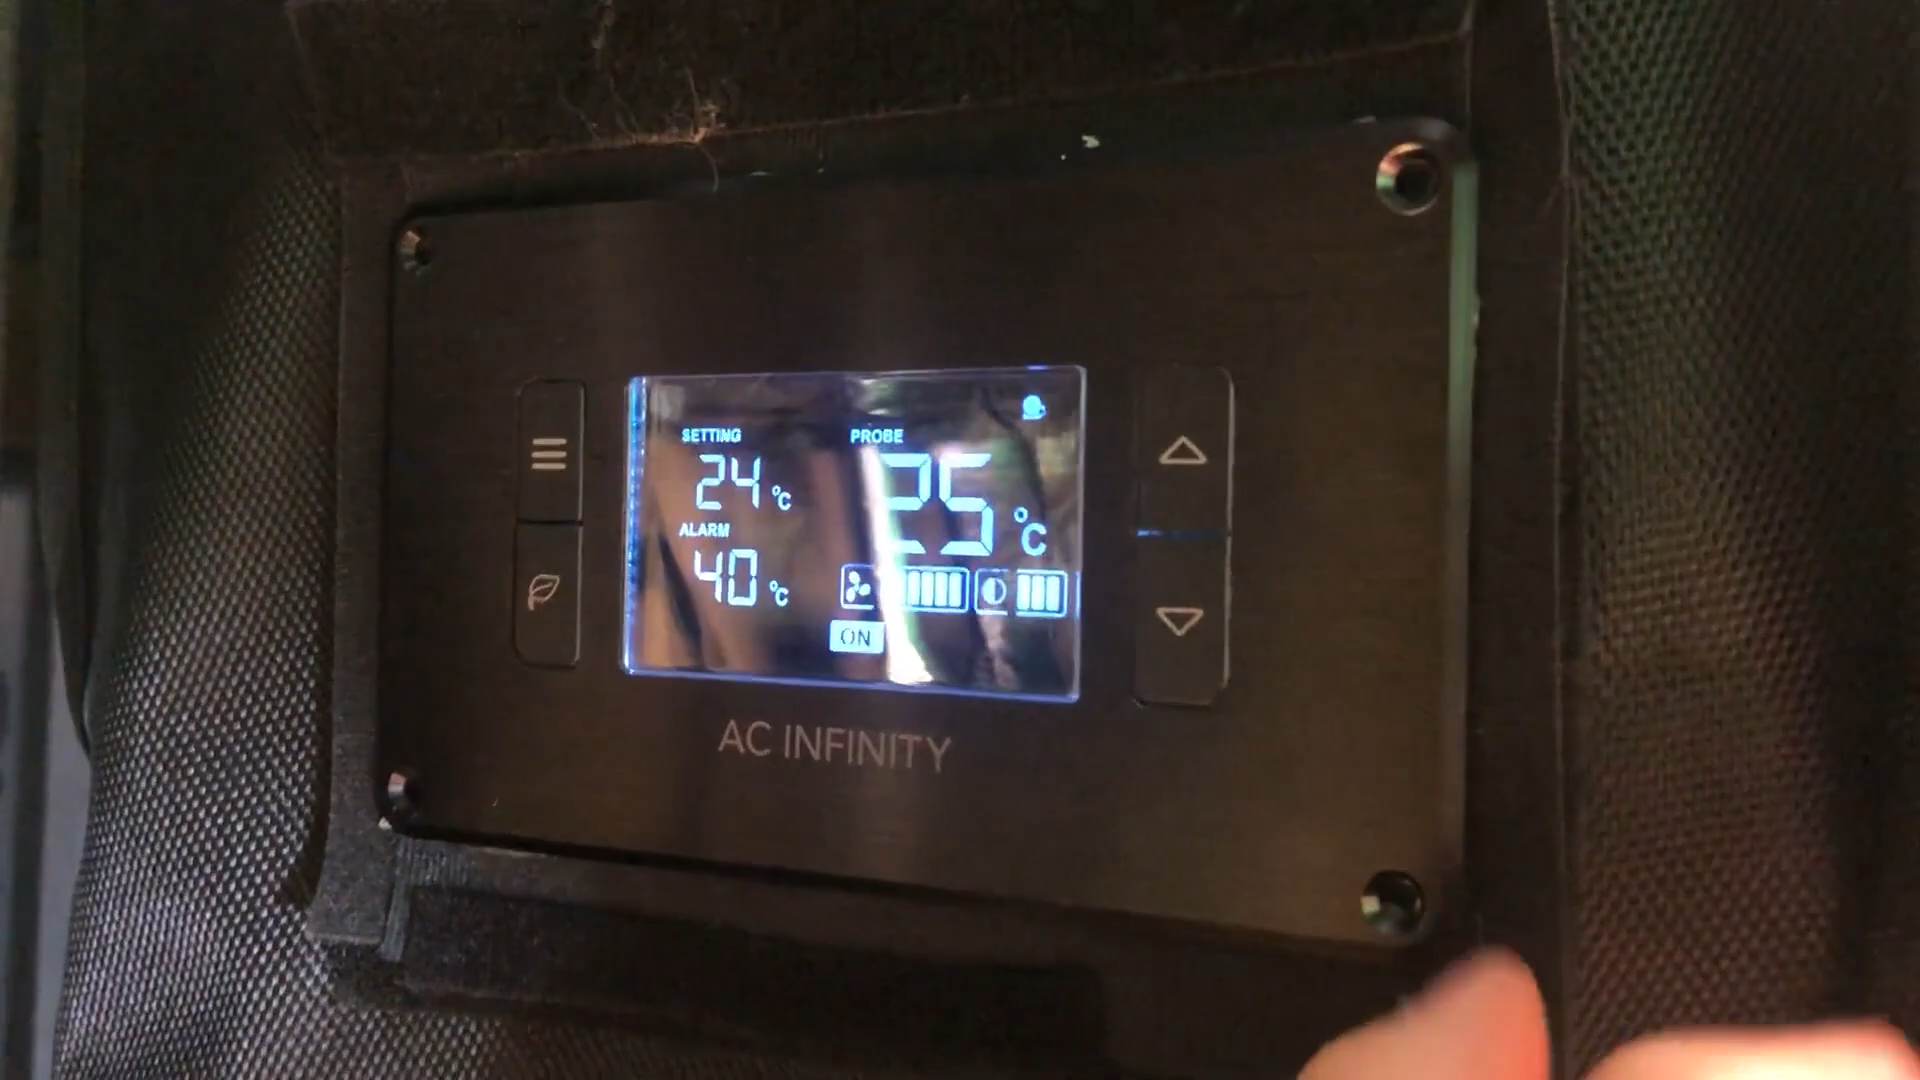 SETTING
24 °C
ALARM
40 °C
PROBE
25 °C
ON
AC INFINITY